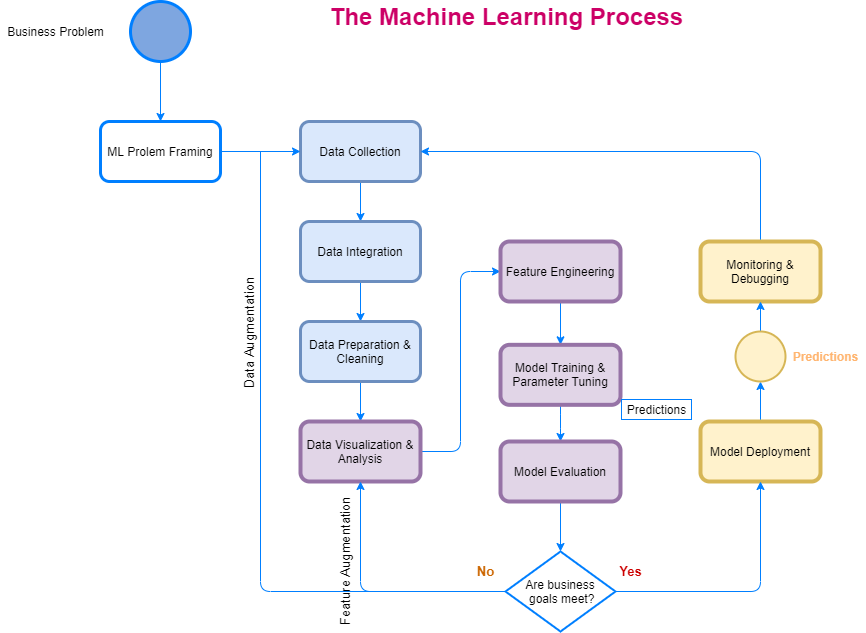 The Machine Learning Process
Business Problem
ML Prolem Framing
Data Collection
Data Integration
Data Preparation &
Cleaning
Data Visualization &
Analysis
Data Augmentation
Feature Augmentation
Feature Engineering
Model Training &
Parameter Tuning
Predictions
Model Evaluation
Are business
goals meet?
No
Yes
Model Deployment
Predictions
Monitoring &
Debugging